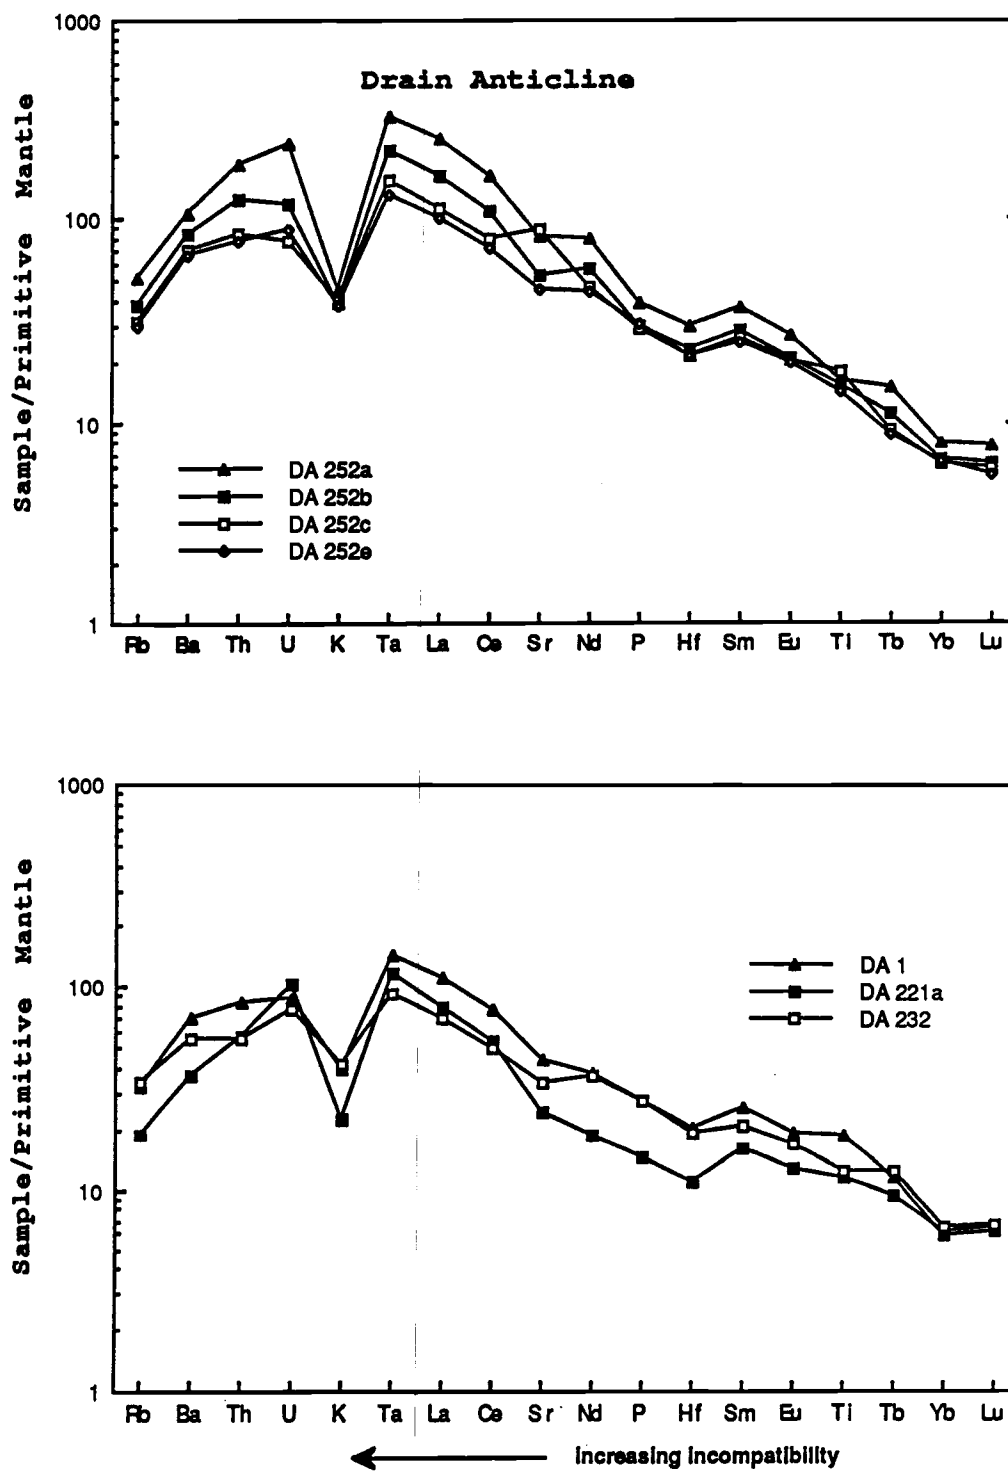 1000
Drain Anticline
Sample/Primitive Mantle
100
10
DA 252a
DA 252b
DA 252c
DA 252e
1
Rb Ba Th U K Ta La Ce Sr Nd P Hf Sm Eu Ti Tb Yb Lu
1000
Sample/Primitive Mantle
100
DA 1
DA 221a
DA 232
10
1
Rb Ba Th U K Ta La Ce Sr Nd P Hf Sm Eu Ti Tb Yb Lu
increasing incompatibility